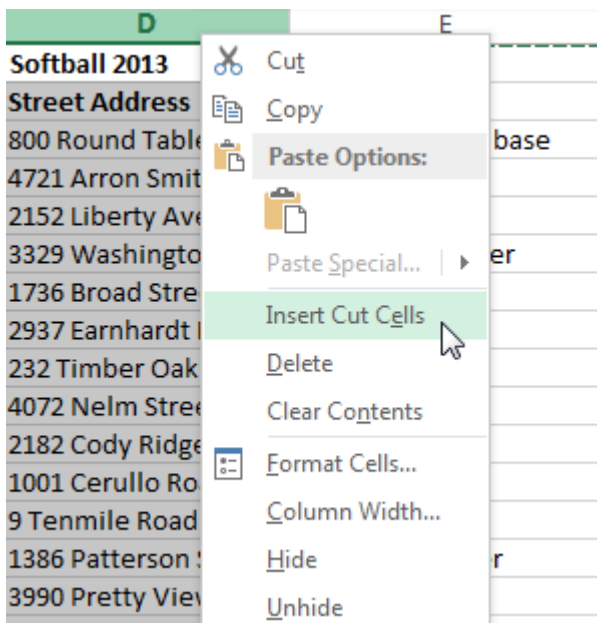 D
E
Softball 2013
Street Address
800 Round Table
4721 Arron Smit
2152 Liberty Ave
3329 Washingto
1736 Broad Stre
2937 Earnhardt
232 Timber Oak
4072 Nelm Stree
2182 Cody Ridge
1001 Cerullo Ro
9 Tenmile Road
1386 Patterson
3990 Pretty View
Cut
Copy
Paste Options:
Paste Special...
Insert Cut Cells
Delete
Clear Contents
Format Cells...
Column Width...
Hide
Unhide
base
er
r